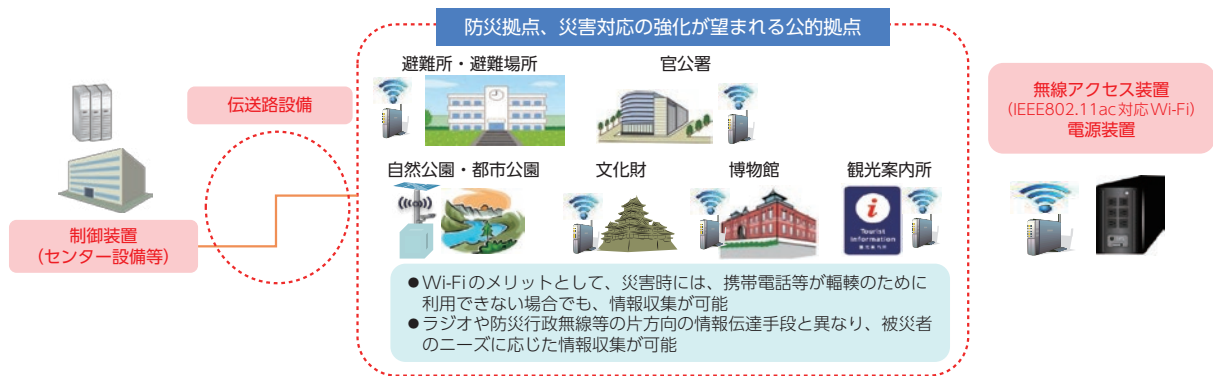 防災拠点、災害対応の強化が望まれる公的拠点
避難所・避難場所
官公署
伝送路設備
無線アクセス装置
(IEEE802.11ac対応Wi-Fi)
電源装置
自然公園・都市公園
文化財
博物館
観光案内所
Tourist
Information
観光案内所
制御装置
(センター設備等)
●Wi-Fiのメリットとして、災害時には、携帯電話等が輻輳のために
利用できない場合でも、情報収集が可能
●ラジオや防災行政無線等の片方向の情報伝達手段と異なり、被災者
のニーズに応じた情報収集が可能